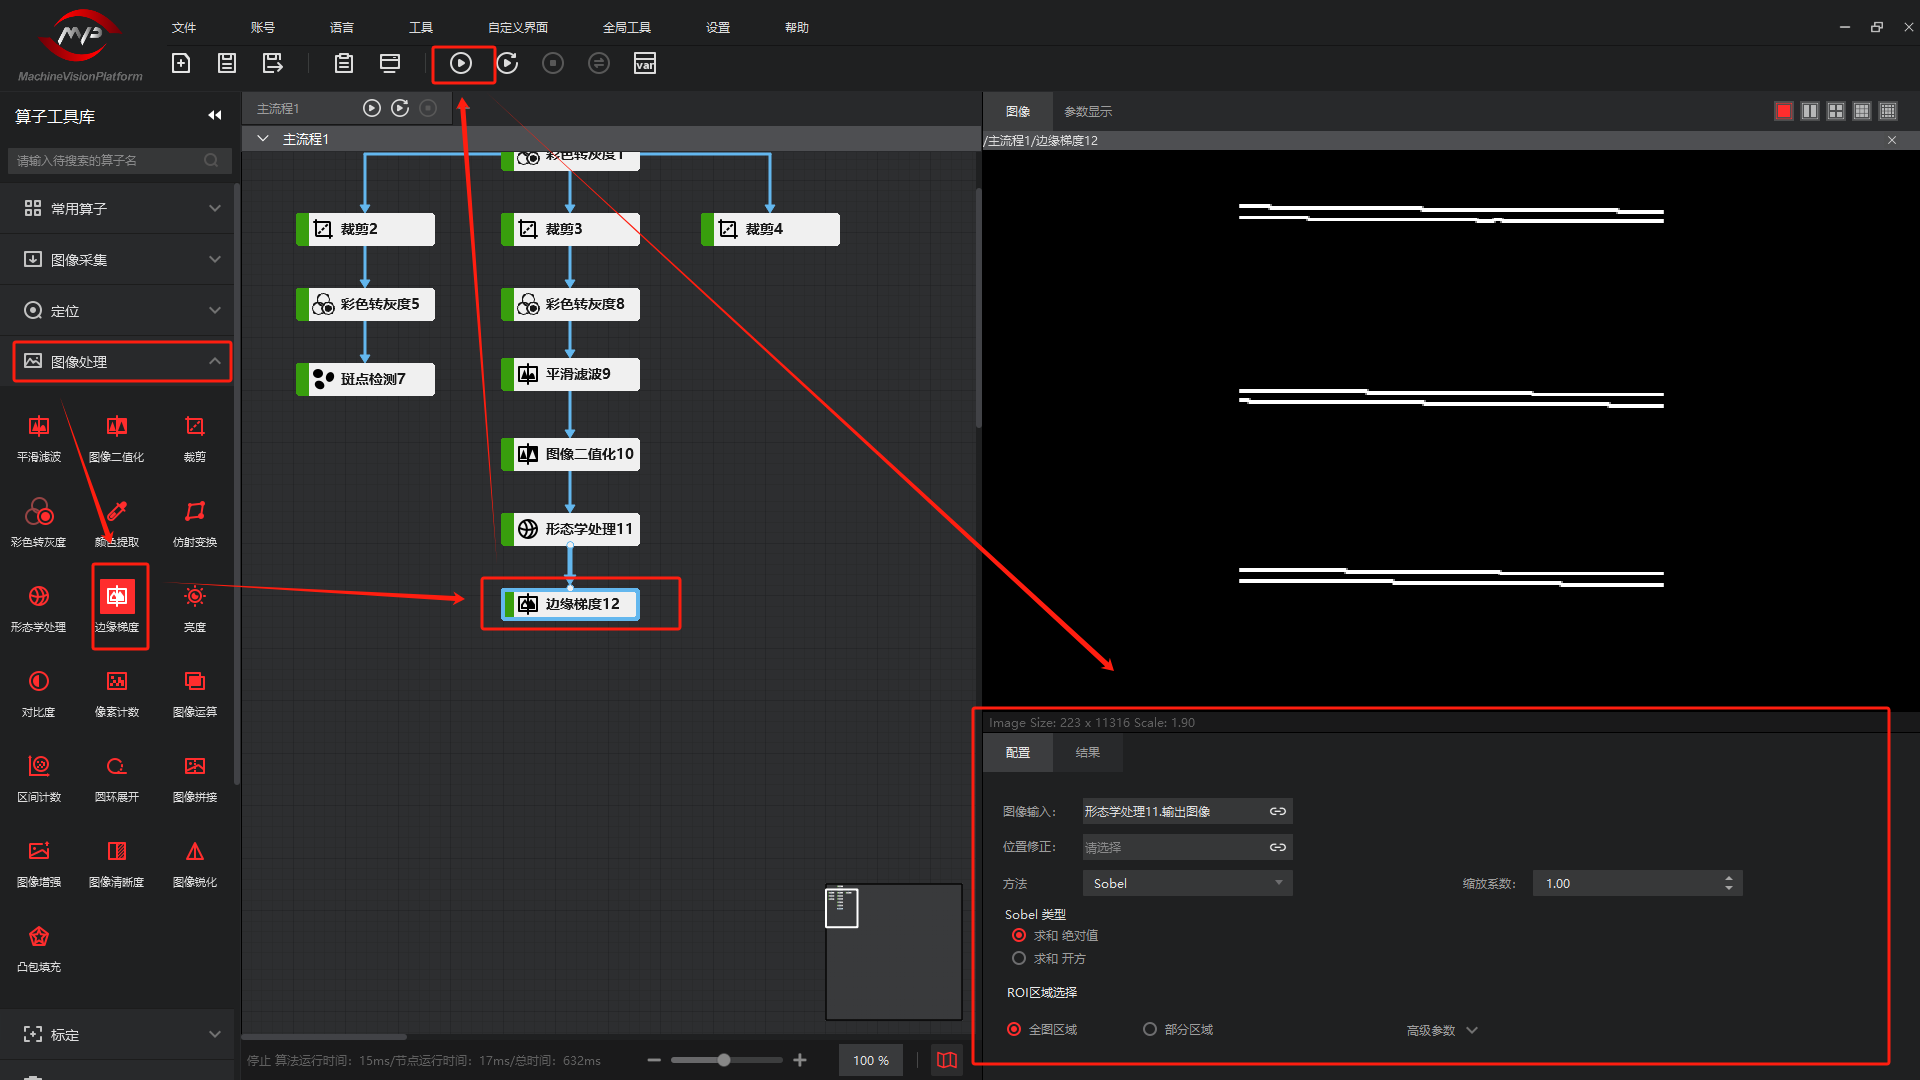 文件 账号 语言 工具 自定义界面 全局工具 设置 帮助
MVP
MachineVisionPlatform
var
算子工具库
请输入待搜索的算子名
常用算子
图像采集
定位
图像处理
平滑滤波 图像二值化 裁剪
彩色转灰度 颜色提取 仿射变换
形态学处理 边缘梯度 亮度
对比度 像素计数 图像运算
区间计数 圆环展开 图像拼接
图像增强 图像清晰度 图像锐化
凸包填充
标定
主流程1
主流程1
彩色转灰度1
裁剪2 裁剪3 裁剪4
彩色转灰度5 彩色转灰度8
斑点检测7 平滑滤波9
图像二值化10
形态学处理11
边缘梯度12
停止 算法运行时间：15ms/节点运行时间：17ms/总时间：632ms
100 %
图像 参数显示
/主流程1/边缘梯度12
Image Size: 223 x 11316 Scale: 1.90
配置 结果
图像输入： 形态学处理11.输出图像
位置修正： 请选择
方法 Sobel 缩放系数： 1.00
Sobel 类型
求和 绝对值
求和 开方
ROI区域选择
全图区域 部分区域 高级参数